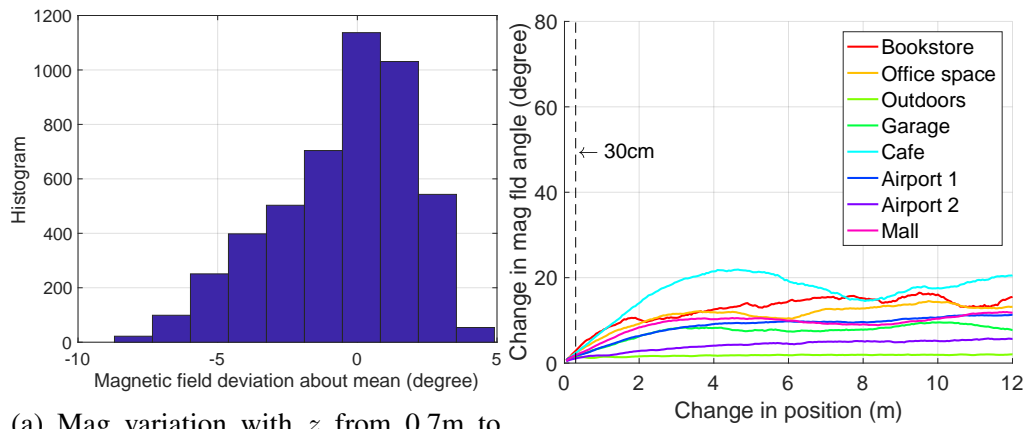 1200
1000
800
600
400
200
0
Histogram
-10
-5
0
5
Magnetic field deviation about mean (degree)
80
60
40
20
0
Change in mag fld angle (degree)
← 30cm
Bookstore
Office space
Outdoors
Garage
Cafe
Airport 1
Airport 2
Mall
0
2
4
6
8
10
12
Change in position (m)
(a) Mag variation with z from 0.7m to